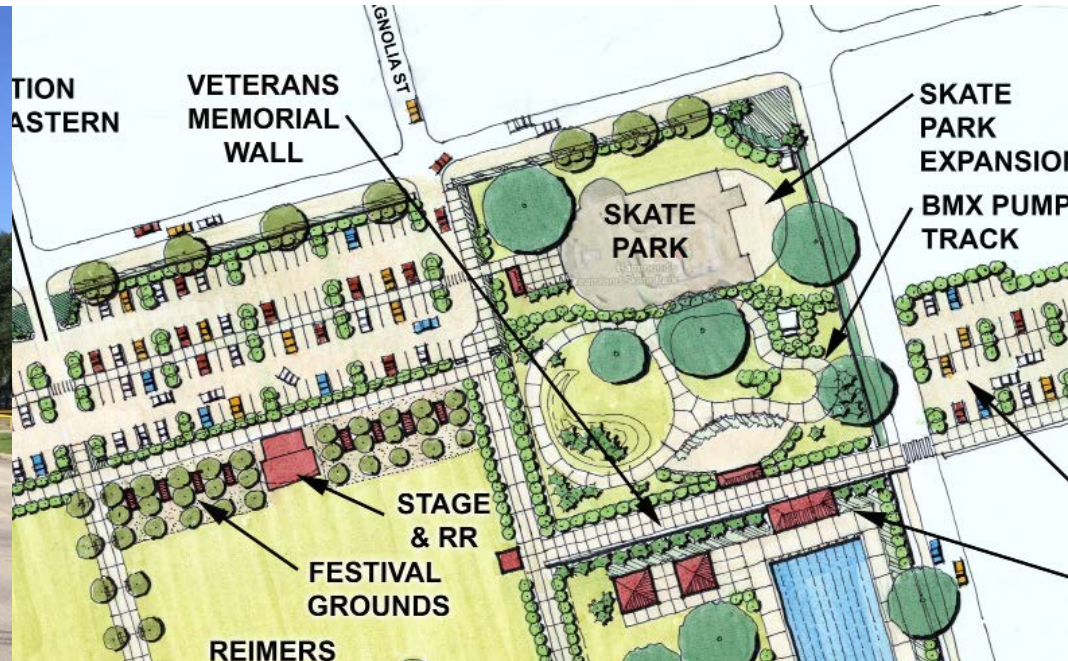 TION
ASTERN
VETERANS
MEMORIAL
WALL
GNOLIA ST
SKATE
PARK
EXPANSION
BMX PUMP
TRACK
SKATE
PARK
STAGE
& RR
FESTIVAL
GROUNDS
REIMERS